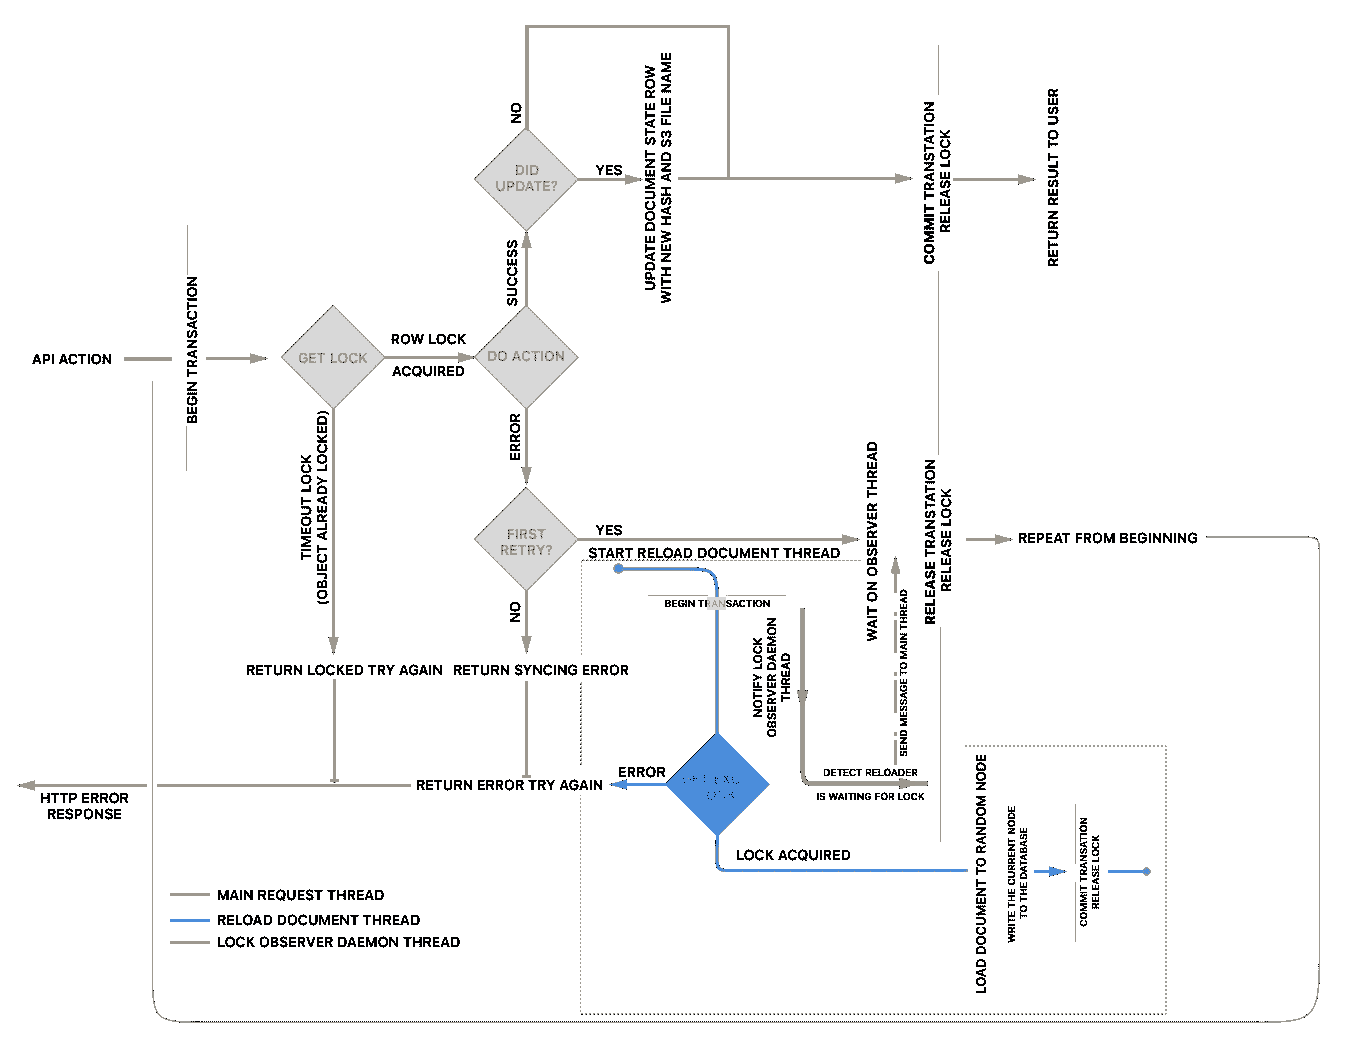 NO
DID
UPDATE?
YES
UPDATE DOCUMENT STATE ROW
WITH NEW HASH AND S3 FILE NAME
COMMIT TRANSTATION
RELEASE LOCK
RETURN RESULT TO USER
SUCCESS
API ACTION
BEGIN TRANSACTION
GET LOCK
ROW LOCK
ACQUIRED
DO ACTION
TIMEOUT LOCK
(OBJECT ALREADY LOCKED)
ERROR
FIRST
RETRY?
YES
START RELOAD DOCUMENT THREAD
WAIT ON OBSERVER THREAD
RELEASE TRANSTATION
RELEASE LOCK
REPEAT FROM BEGINNING
NO
BEGIN TRANSACTION
NOTIFY LOCK
OBSERVER DAEMON
THREAD
SEND MESSAGE TO MAIN THREAD
RETURN LOCKED TRY AGAIN
RETURN SYNCING ERROR
HTTP ERROR
RESPONSE
RETURN ERROR TRY AGAIN
ERROR
DETECT RELOADER
IS WAITING FOR LOCK
LOCK ACQUIRED
LOAD DOCUMENT TO RANDOM NODE
WRITE THE CURRENT NODE
TO THE DATABASE
COMMIT TRANSATION
RELEASE LOCK
MAIN REQUEST THREAD
RELOAD DOCUMENT THREAD
LOCK OBSERVER DAEMON THREAD